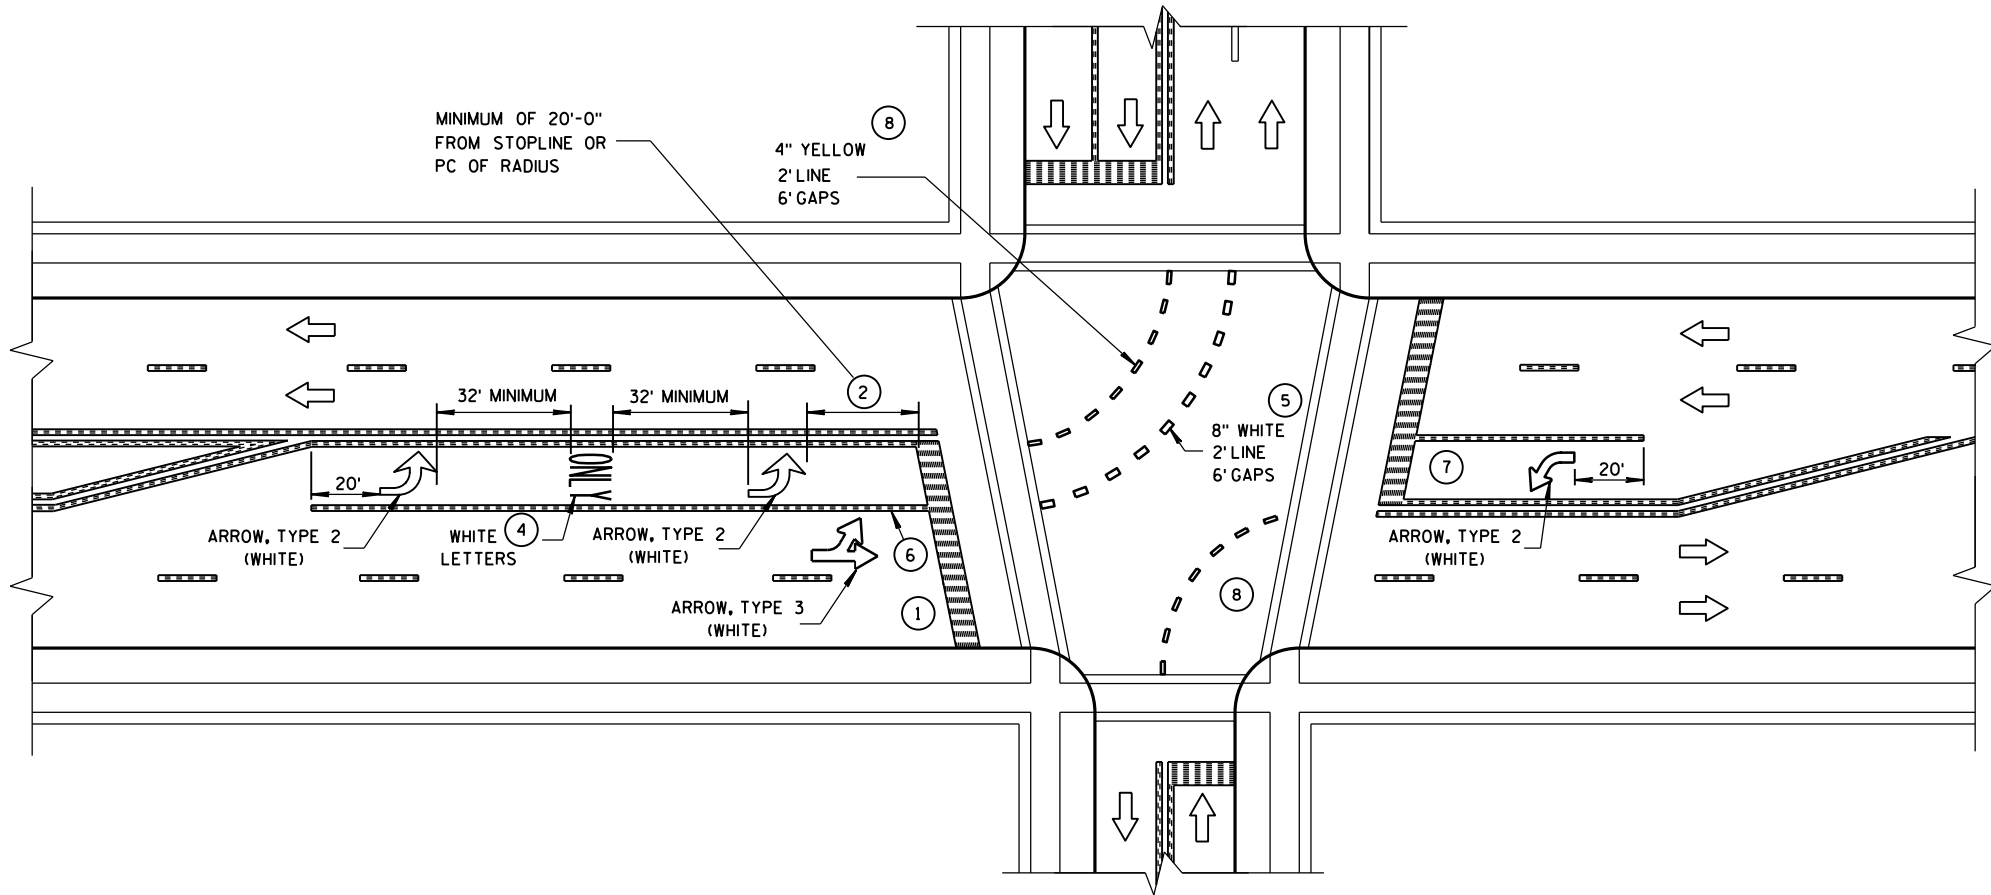 MINIMUM OF 20'-0"
FROM STOPLINE OR
PC OF RADIUS
8
4" YELLOW
2' LINE
6' GAPS
32' MINIMUM
32' MINIMUM
2
5
8" WHITE
2' LINE
6' GAPS
7
20'
20'
ONLY
ARROW, TYPE 2
(WHITE)
WHITE
LETTERS
4
ARROW, TYPE 2
(WHITE)
6
ARROW, TYPE 2
(WHITE)
ARROW, TYPE 3
(WHITE)
1
8